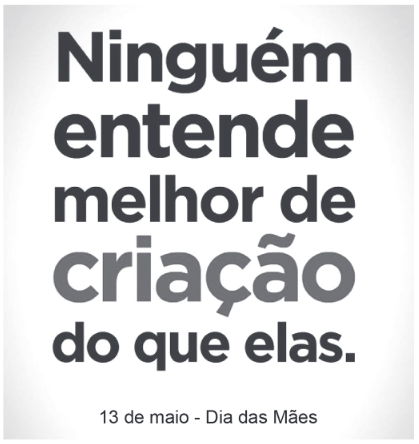 Ninguém
entende
melhor de
criação
do que elas.
13 de maio - Dia das Mães